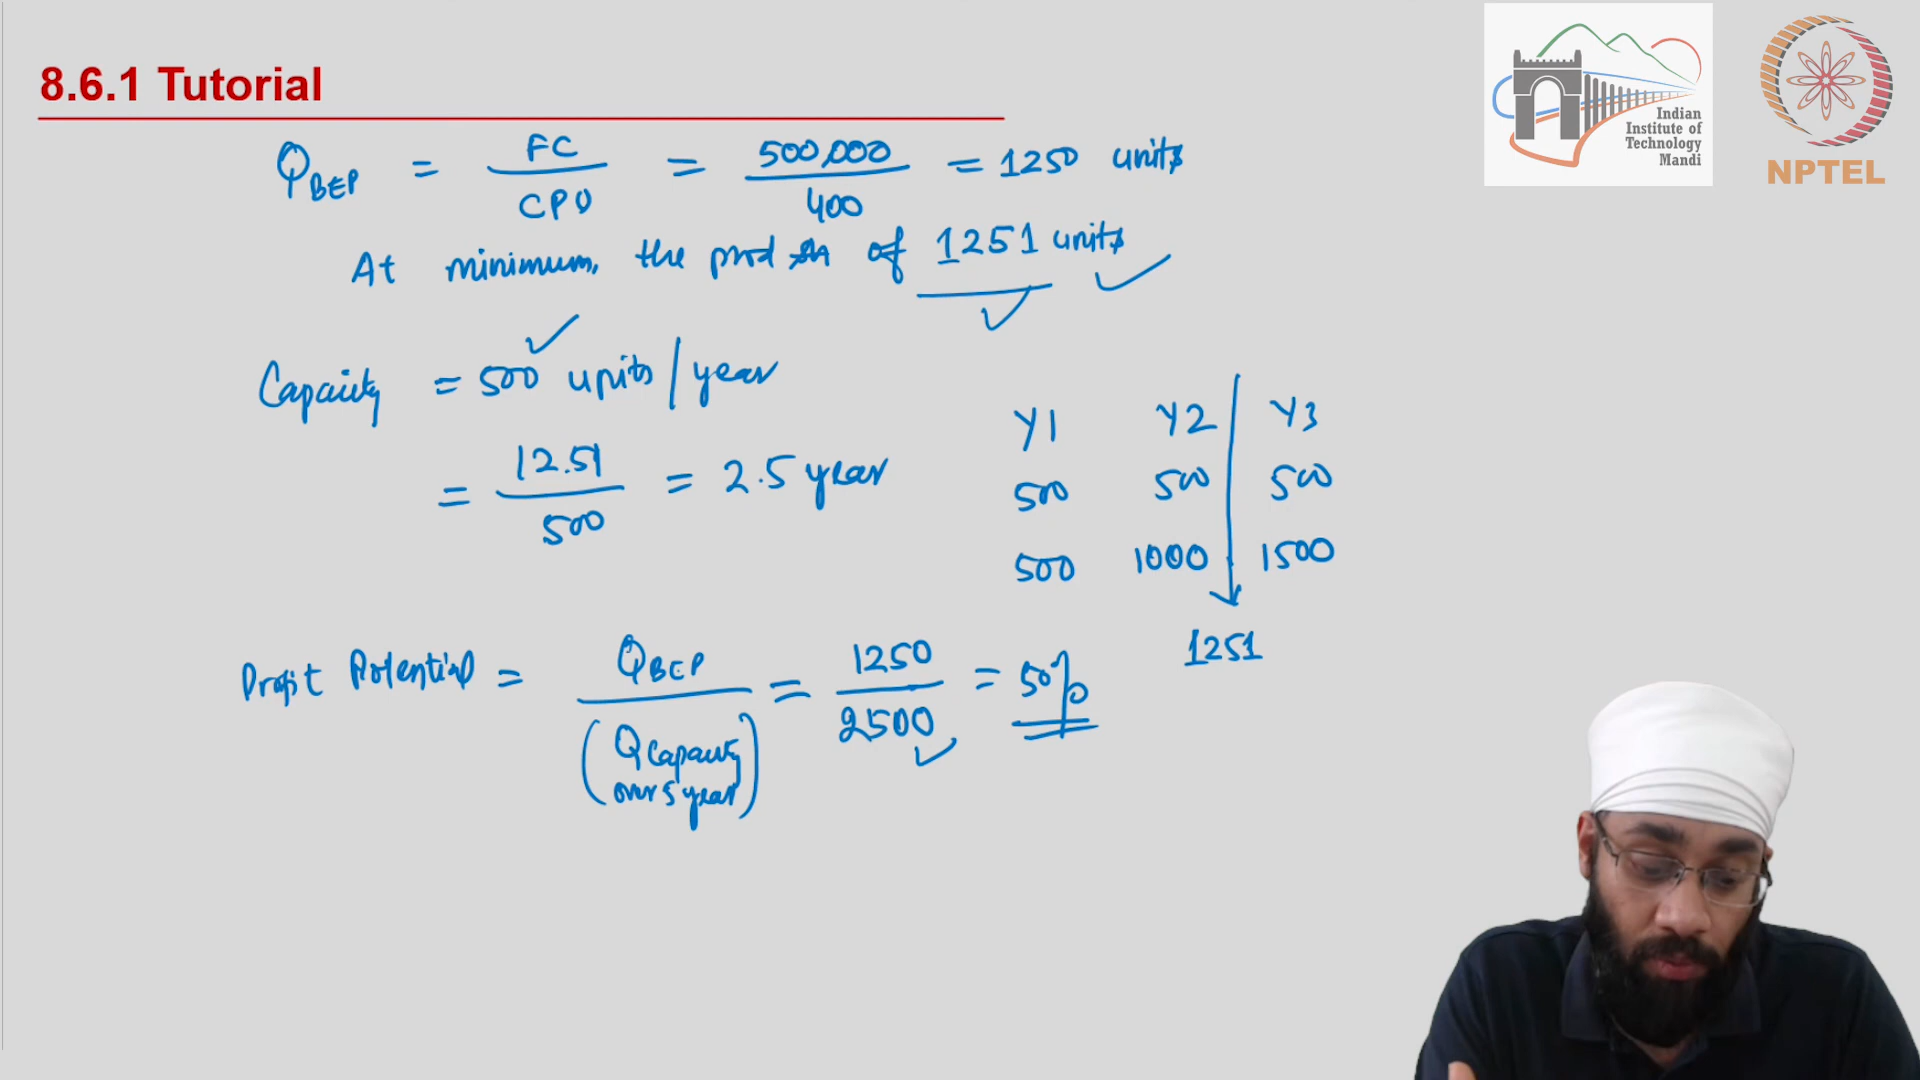 8.6.1 Tutorial
Indian
Institute of
Technology
Mandi
NPTEL
QBEP = FC / CPU = 500,000 / 400 = 1250 units
At minimum, the prod of 1251 units
Capacity = 500 units / year
= 12.51 / 500 = 2.5 year
Y1 Y2 Y3
500 500 500
500 1000 1500
1251
Profit Potential = QBEP / (Qcapacity over 5 year) = 1250 / 2500 = 50%